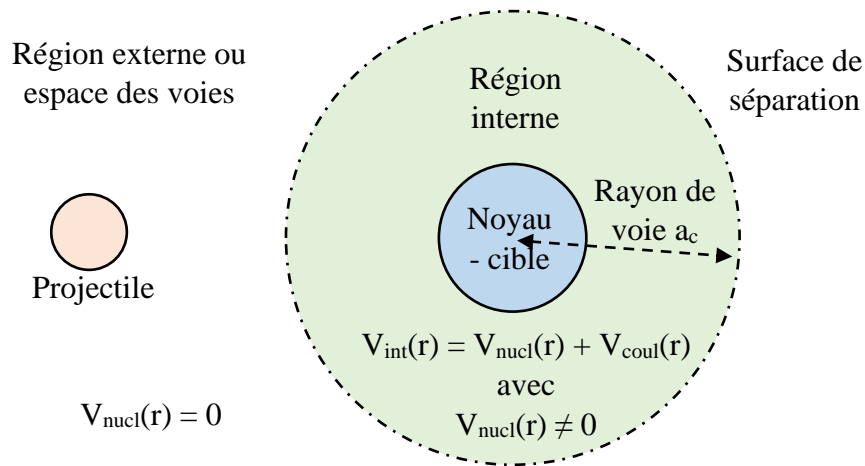 Région externe ou
espace des voies
Région
interne
Surface de
séparation
Noyau
- cible
Rayon de
voie a_c
Projectile
V_int(r) = V_nucl(r) + V_coul(r)
avec
V_nucl(r) ≠ 0
V_nucl(r) = 0